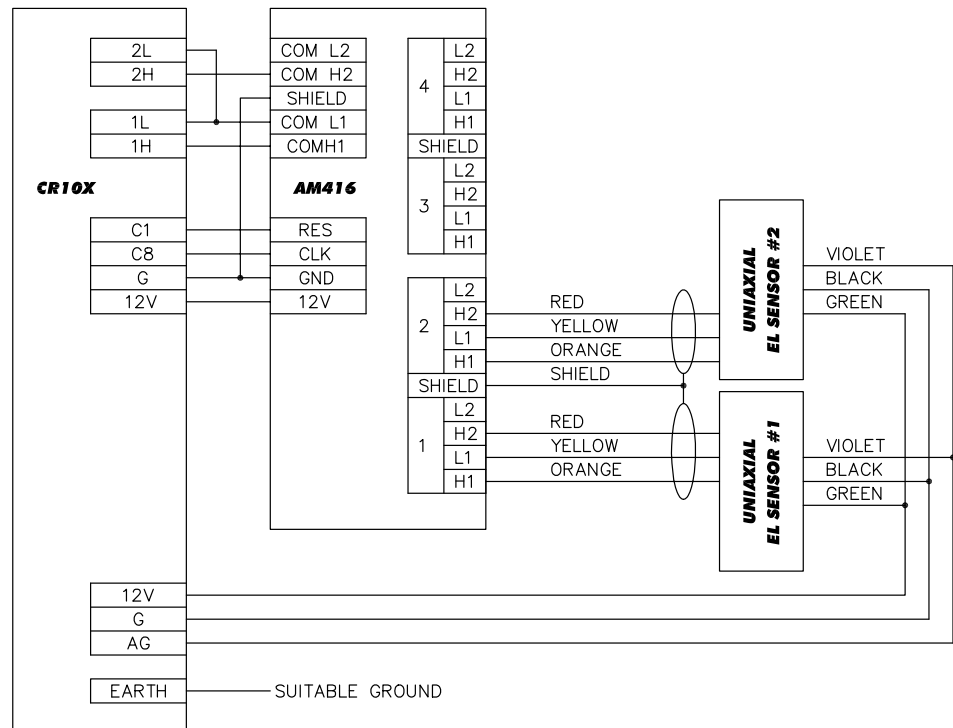 2L
2H
1L
1H
CR10X
C1
C8
G
12V
12V
G
AG
EARTH
SUITABLE GROUND
COM L2
COM H2
SHIELD
COM L1
COMH1
AM416
RES
CLK
GND
12V
4
L2
H2
L1
H1
SHIELD
3
L2
H2
L1
H1
2
L2
H2
L1
H1
SHIELD
1
L2
H2
L1
H1
RED
YELLOW
ORANGE
SHIELD
RED
YELLOW
ORANGE
UNIAXIAL
EL SENSOR #2
VIOLET
BLACK
GREEN
UNIAXIAL
EL SENSOR #1
VIOLET
BLACK
GREEN